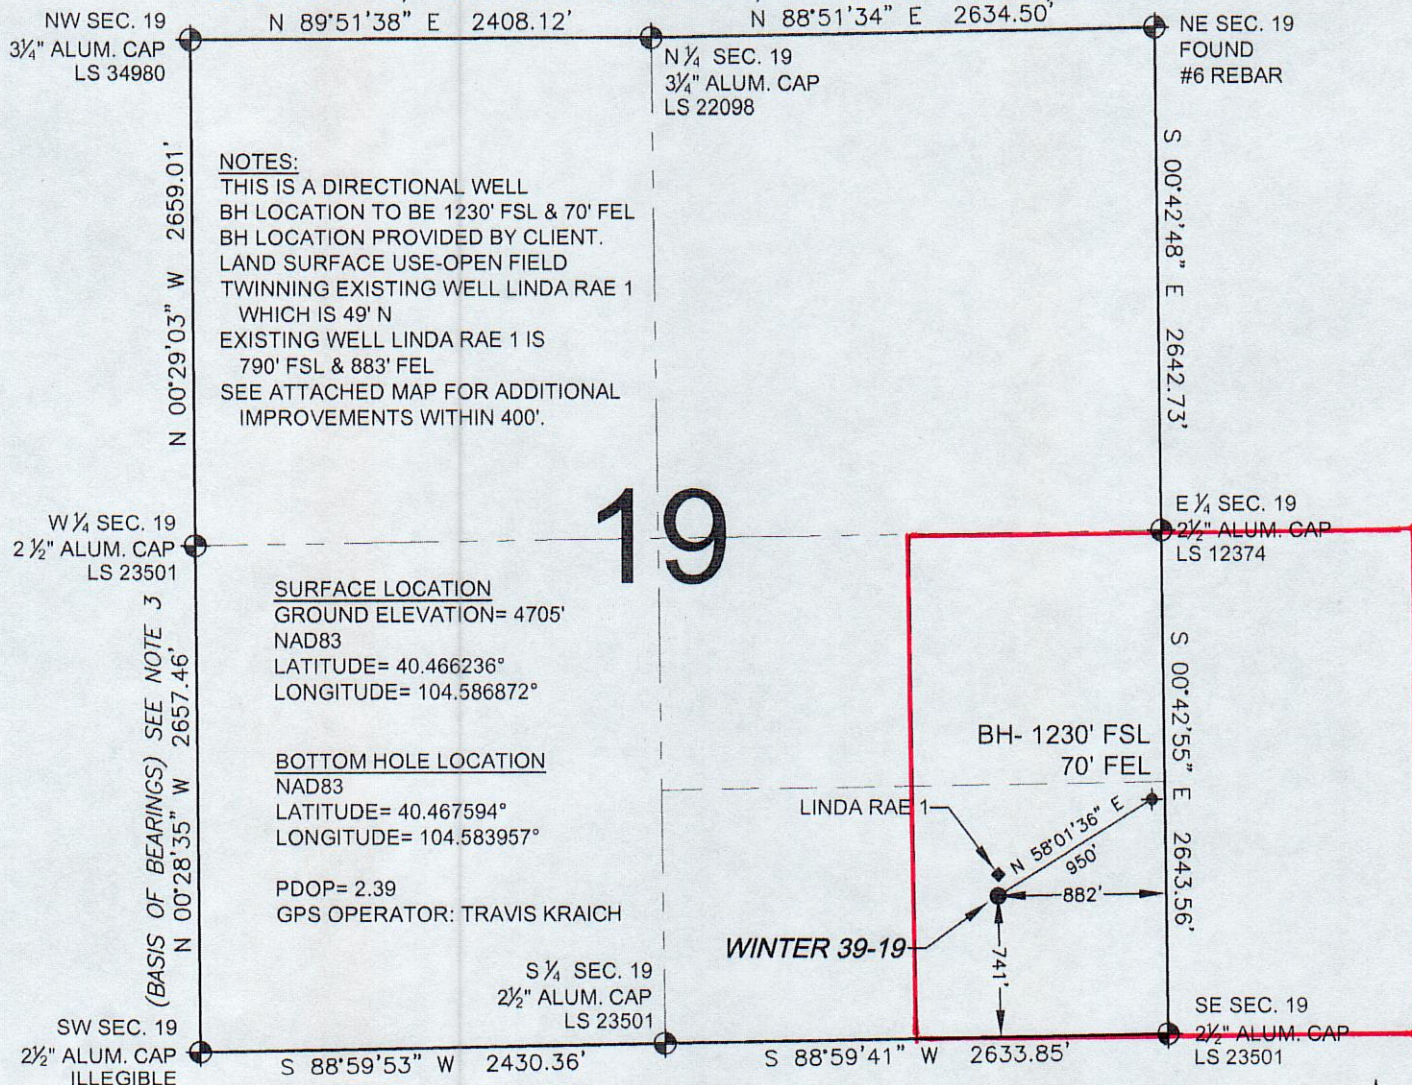 N 89°51'38" E 2408.12'
N 88°51'34" E 2634.50'
NW SEC. 19
3¼" ALUM. CAP
LS 34980
N ¼ SEC. 19
3¼" ALUM. CAP
LS 22098
NE SEC. 19
FOUND
#6 REBAR
N 00°29'03" W 2659.01'
NOTES:
THIS IS A DIRECTIONAL WELL
BH LOCATION TO BE 1230' FSL & 70' FEL
BH LOCATION PROVIDED BY CLIENT.
LAND SURFACE USE-OPEN FIELD
TWINNING EXISTING WELL LINDA RAE 1
WHICH IS 49' N
EXISTING WELL LINDA RAE 1 IS
790' FSL & 883' FEL
SEE ATTACHED MAP FOR ADDITIONAL
IMPROVEMENTS WITHIN 400'.
S 00°42'48" E 2642.73'
19
W ¼ SEC. 19
2 ½" ALUM. CAP
LS 23501
E ¼ SEC. 19
2½" ALUM. CAP
LS 12374
(BASIS OF BEARINGS) SEE NOTE 3
N 00°28'35" W 2657.46'
SURFACE LOCATION
GROUND ELEVATION= 4705'
NAD83
LATITUDE= 40.466236°
LONGITUDE= 104.586872°
BOTTOM HOLE LOCATION
NAD83
LATITUDE= 40.467594°
LONGITUDE= 104.583957°
PDOP= 2.39
GPS OPERATOR: TRAVIS KRAICH
S 00°42'55" E 2643.56'
BH- 1230' FSL
70' FEL
LINDA RAE 1
N 58°01'36" E
950'
882'
WINTER 39-19
741'
S ¼ SEC. 19
2½" ALUM. CAP
LS 23501
SW SEC. 19
2½" ALUM. CAP
ILLEGIBLE
SE SEC. 19
2½" ALUM. CAP
LS 23501
S 88°59'53" W 2430.36'
S 88°59'41" W 2633.85'